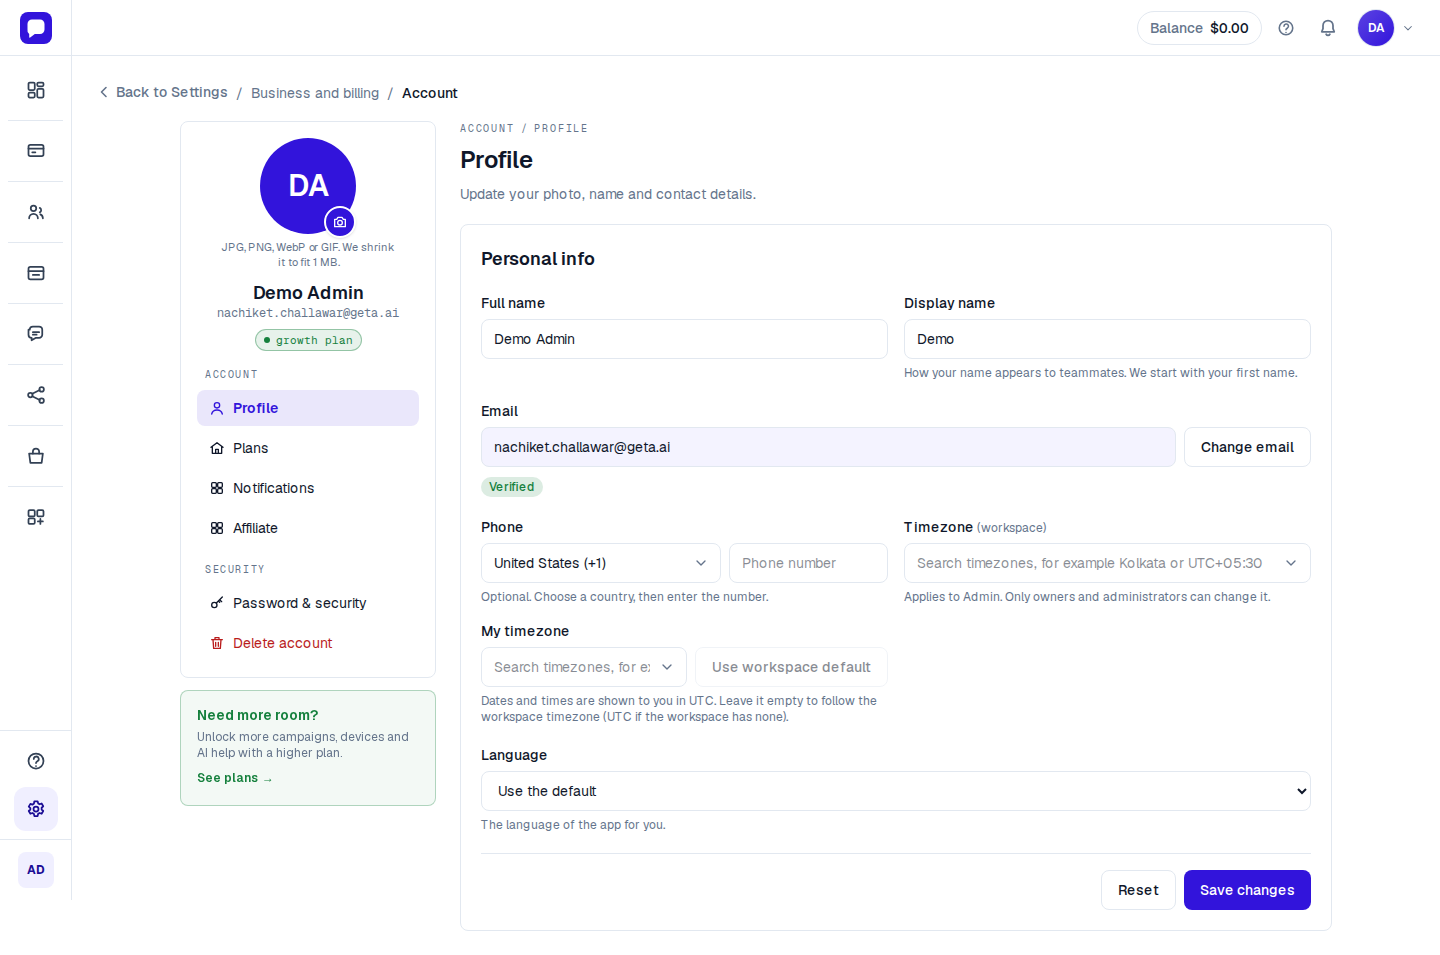 Balance $0.00
DA
Back to Settings / Business and billing / Account
DA
JPG, PNG, WebP or GIF. We shrink
it to fit 1 MB.
Demo Admin
nachiket.challawar@geta.ai
growth plan
ACCOUNT
Profile
Plans
Notifications
Affiliate
SECURITY
Password & security
Delete account
Need more room?
Unlock more campaigns, devices and
AI help with a higher plan.
See plans →
AD
ACCOUNT / PROFILE
Profile
Update your photo, name and contact details.
Personal info
Full name
Demo Admin
Display name
Demo
How your name appears to teammates. We start with your first name.
Email
nachiket.challawar@geta.ai
Change email
Verified
Phone
United States (+1)
Phone number
Optional. Choose a country, then enter the number.
Timezone (workspace)
Search timezones, for example Kolkata or UTC+05:30
Applies to Admin. Only owners and administrators can change it.
My timezone
Search timezones, for ex
Use workspace default
Dates and times are shown to you in UTC. Leave it empty to follow the
workspace timezone (UTC if the workspace has none).
Language
Use the default
The language of the app for you.
Reset
Save changes